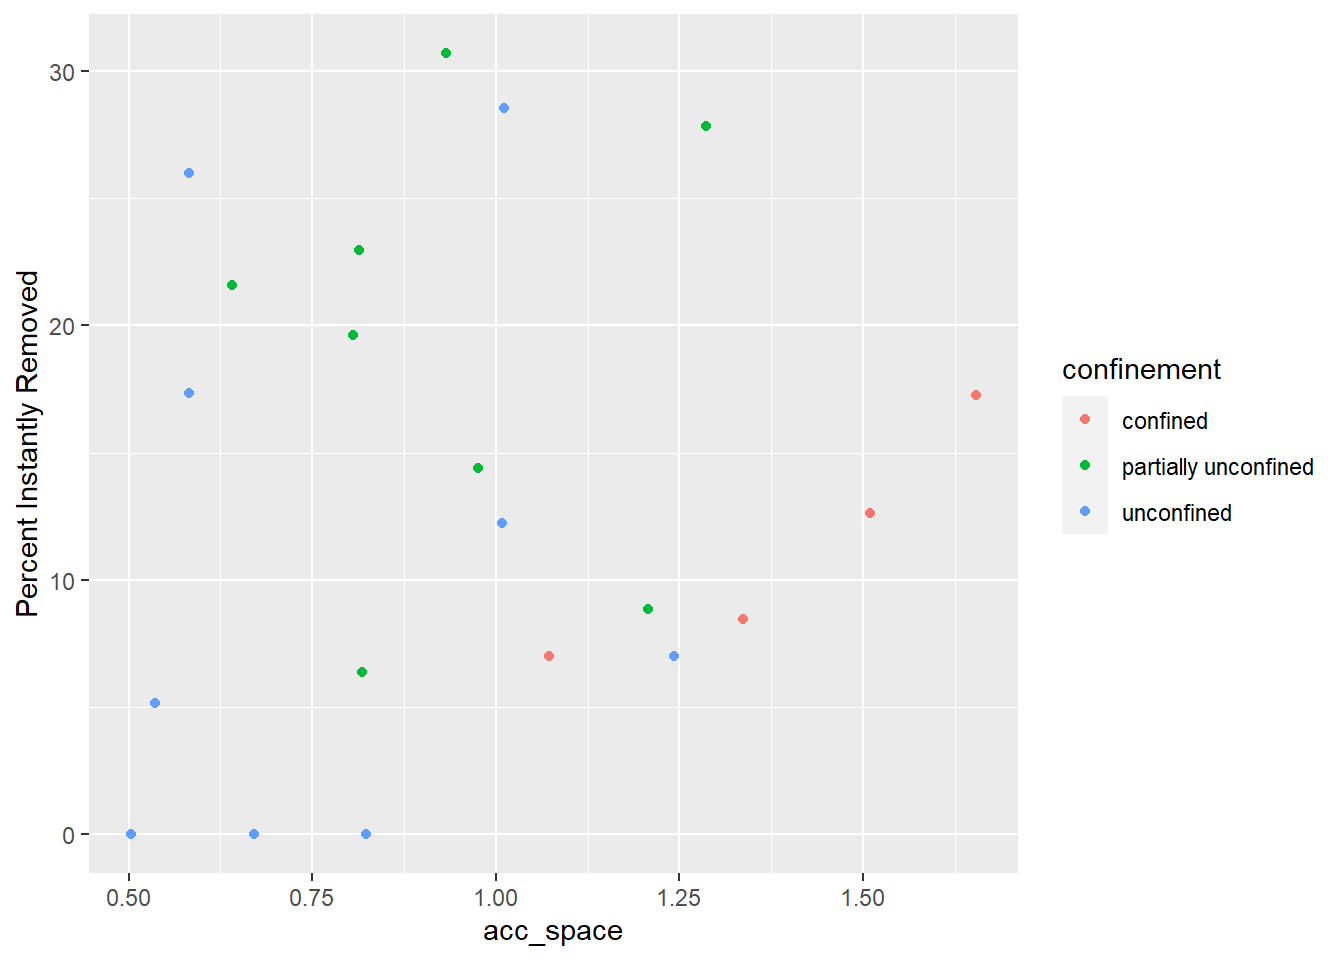 30
20
10
0
Percent Instantly Removed
0.50 0.75 1.00 1.25 1.50
acc_space
confinement
confined
partially unconfined
unconfined